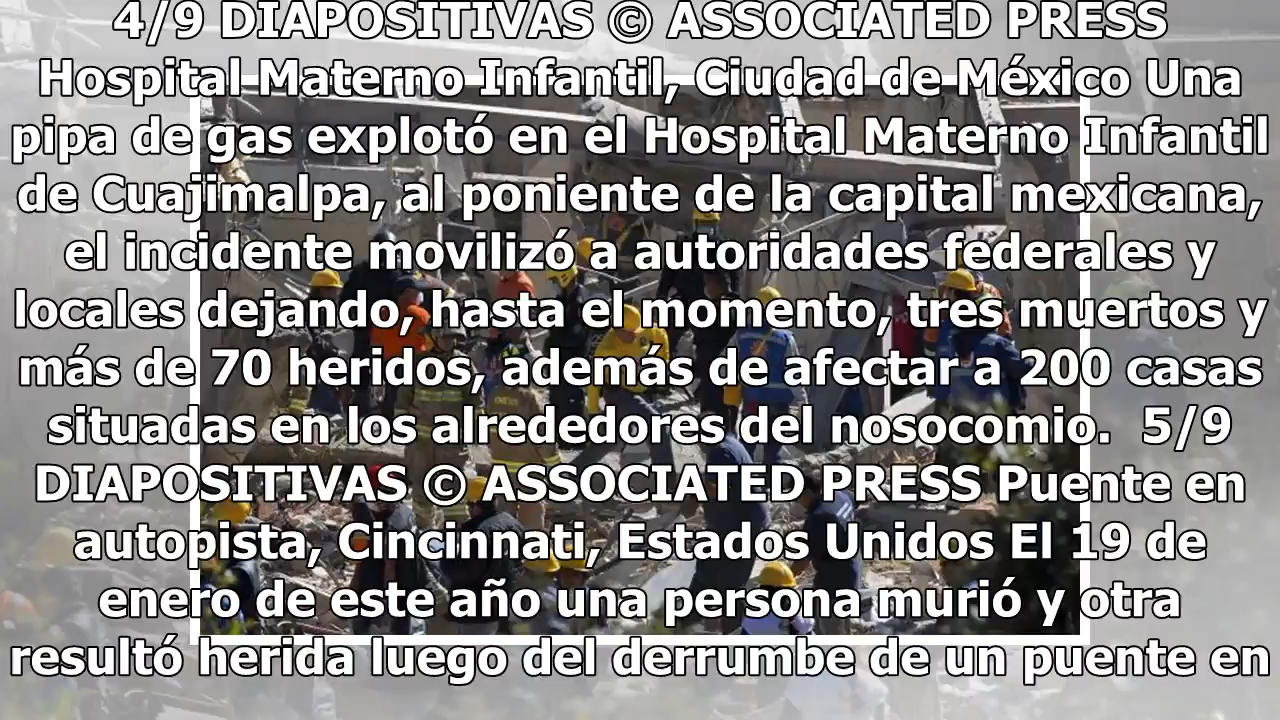 4/9 DIAPOSITIVAS © ASSOCIATED PRESS
Hospital Materno Infantil, Ciudad de México Una
pipa de gas explotó en el Hospital Materno Infantil
de Cuajimalpa, al poniente de la capital mexicana,
el incidente movilizó a autoridades federales y
locales dejando, hasta el momento, tres muertos y
más de 70 heridos, además de afectar a 200 casas
situadas en los alrededores del nosocomio. 5/9
DIAPOSITIVAS © ASSOCIATED PRESS Puente en
autopista, Cincinnati, Estados Unidos El 19 de
enero de este año una persona murió y otra
resultó herida luego del derrumbe de un puente en